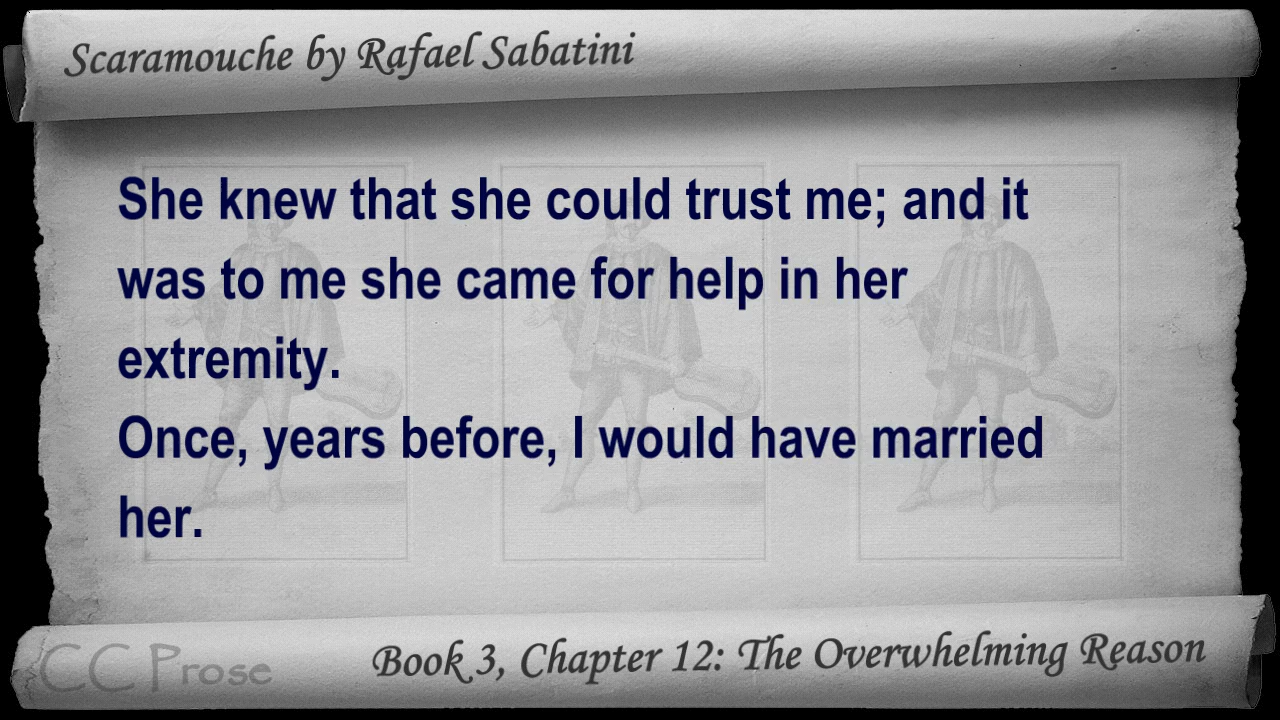 Scaramouche by Rafael Sabatini
She knew that she could trust me; and it
was to me she came for help in her
extremity.
Once, years before, I would have married
her.
CC Prose
Book 3, Chapter 12: The Overwhelming Reason